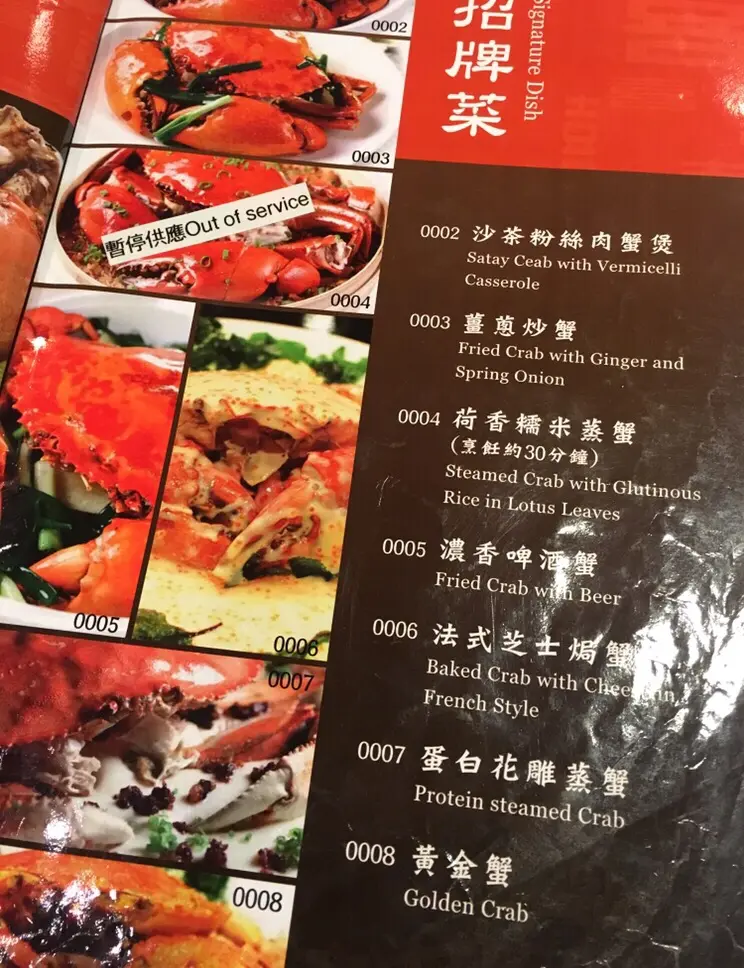 招牌菜
Signature Dish
0002
0003
暫停供應Out of service
0004
0005
0006
0007
0008
0002 沙茶粉絲肉蟹煲
Satay Ceab with Vermicelli
Casserole
0003 薑蔥炒蟹
Fried Crab with Ginger and
Spring Onion
0004 荷香糯米蒸蟹
(烹飪約30分鐘)
Steamed Crab with Glutinous
Rice in Lotus Leaves
0005 濃香啤酒蟹
Fried Crab with Beer
0006 法式芝士焗蟹
Baked Crab with Cheese in
French Style
0007 蛋白花雕蒸蟹
Protein steamed Crab
0008 黃金蟹
Golden Crab